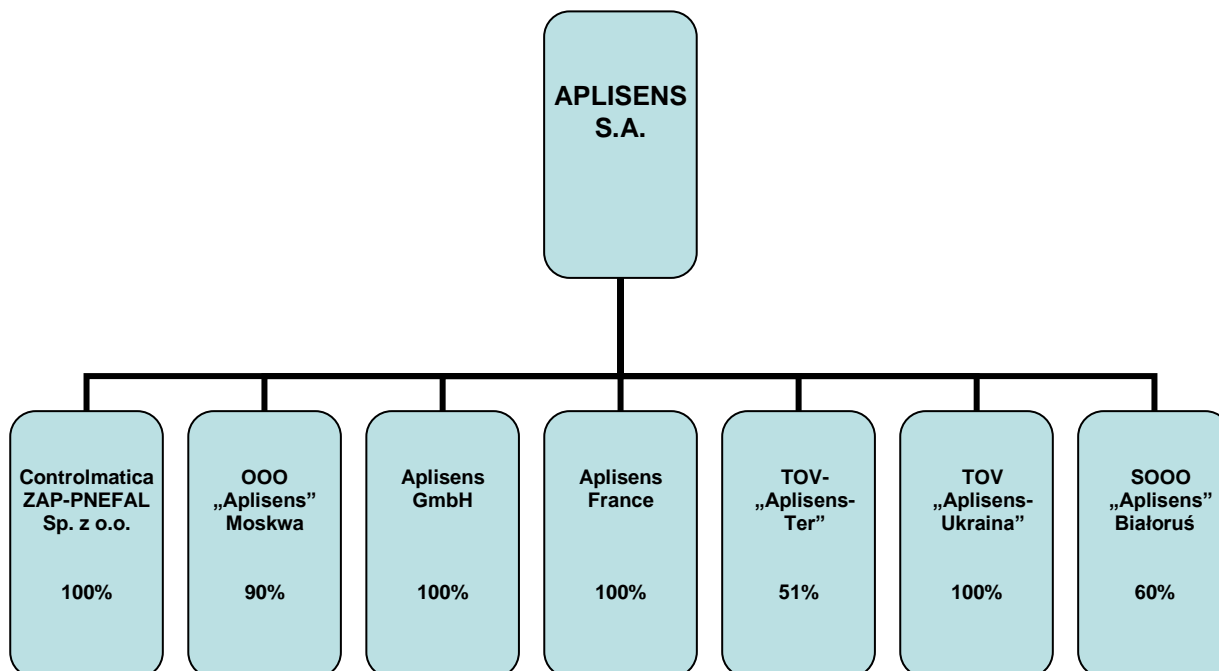 APLISENS
S.A.
Controlmatica
ZAP-PNEFAL
Sp. z o.o.
100%
OOO
„Aplisens”
Moskwa
90%
Aplisens
GmbH
100%
Aplisens
France
100%
TOV-
„Aplisens-
Ter”
51%
TOV
„Aplisens-
Ukraina”
100%
SOOO
„Aplisens”
Białoruś
60%